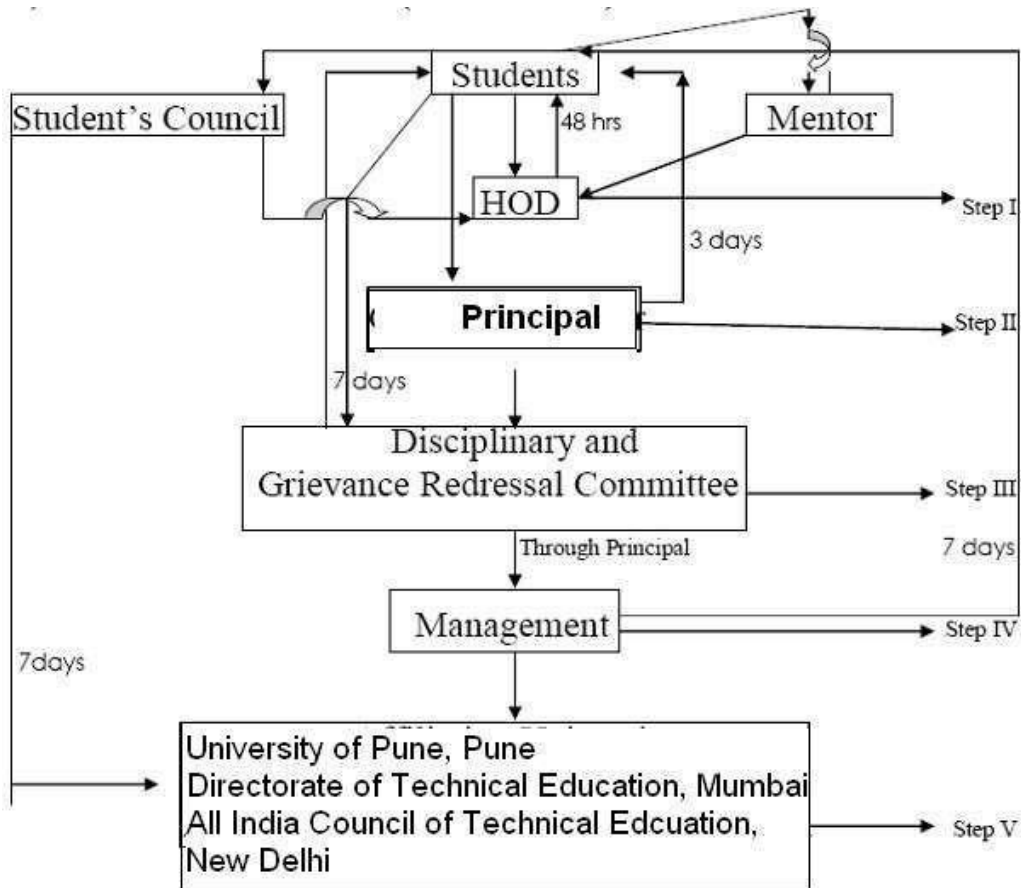 Students
Student's Council
48 hrs
Mentor
HOD
Step I
3 days
Principal
Step II
7 days
Disciplinary and
Grievance Redressal Committee
Step III
Through Principal
7 days
Management
Step IV
7days
University of Pune, Pune
Directorate of Technical Education, Mumbai
All India Council of Technical Edcuation,
New Delhi
Step V